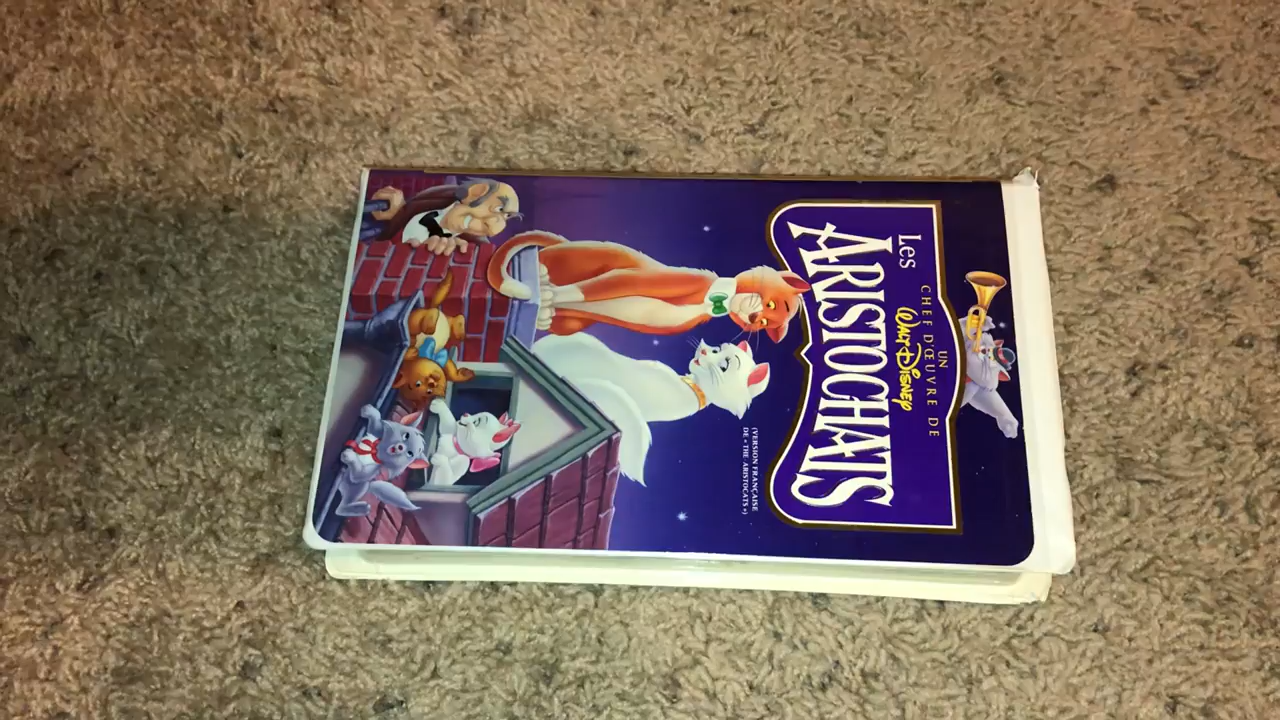 UN
CHEF D'ŒUVRE DE
WALT DISNEY
LES
ARISTOCHATS
(VERSION FRANÇAISE
DE « THE ARISTOCATS »)